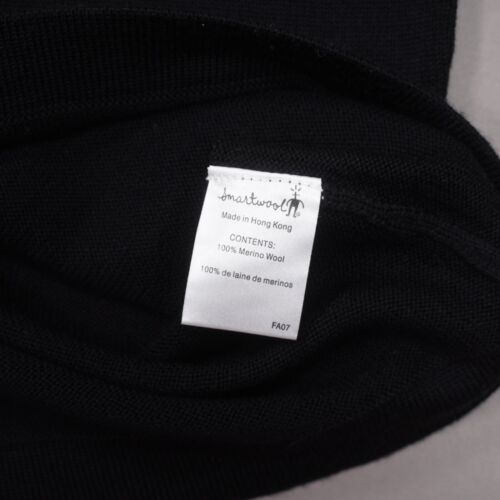 Smartwool
Made in Hong Kong
CONTENTS:
100% Merino Wool
100% de laine de merinos
FA07